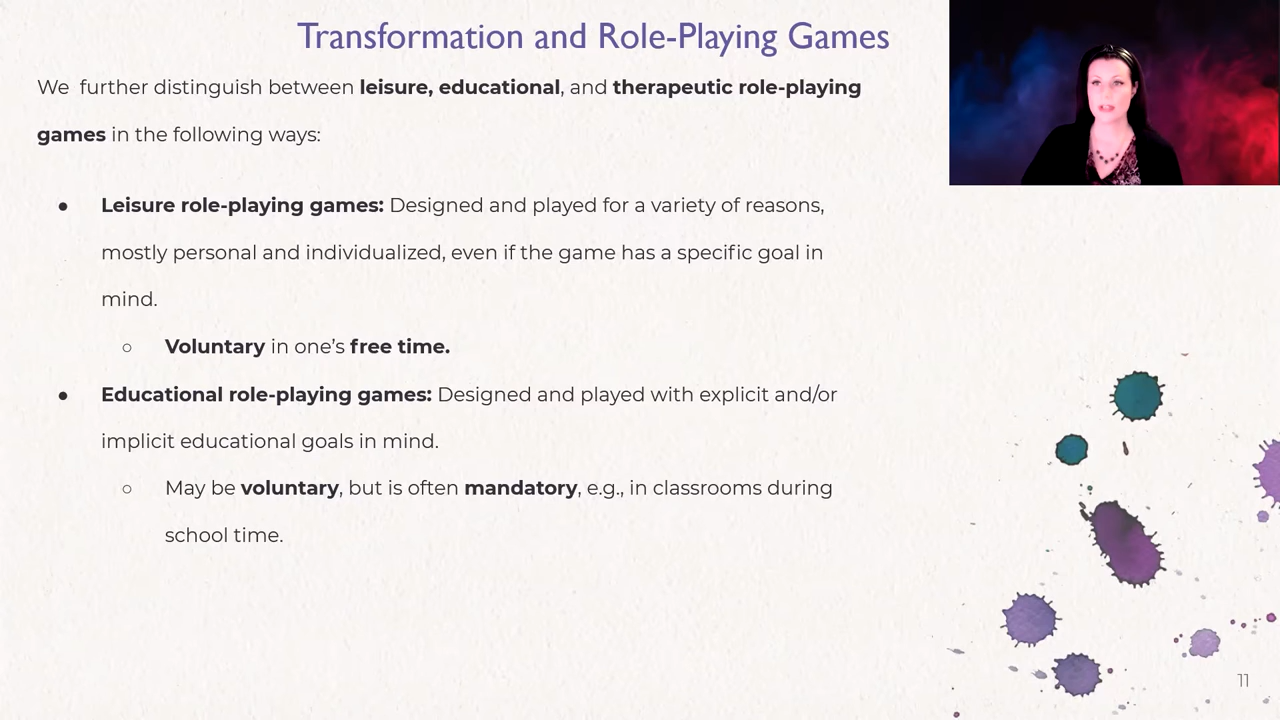 Transformation and Role-Playing Games
We further distinguish between leisure, educational, and therapeutic role-playing
games in the following ways:
● Leisure role-playing games: Designed and played for a variety of reasons,
mostly personal and individualized, even if the game has a specific goal in
mind.
○ Voluntary in one’s free time.
● Educational role-playing games: Designed and played with explicit and/or
implicit educational goals in mind.
○ May be voluntary, but is often mandatory, e.g., in classrooms during
school time.
11